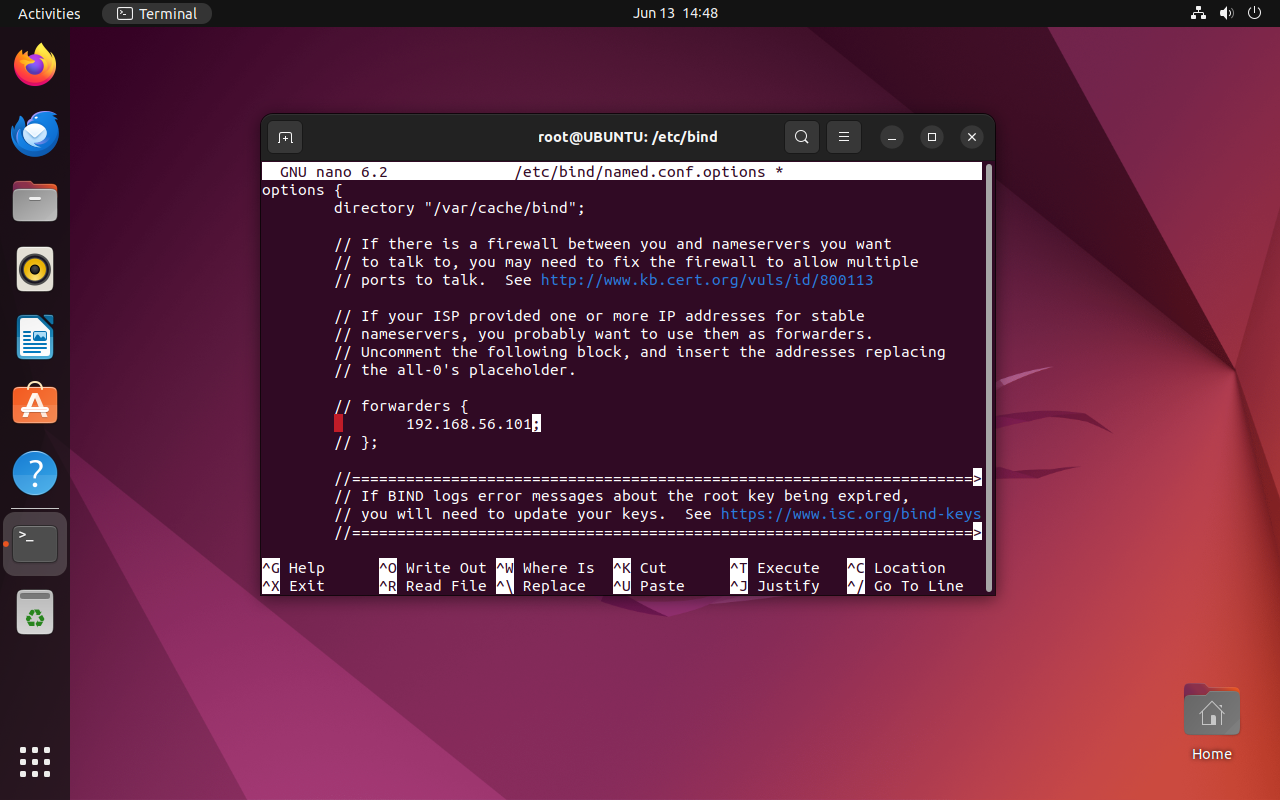 Activities
Terminal
Jun 13 14:48
root@UBUNTU: /etc/bind
GNU nano 6.2 /etc/bind/named.conf.options *
options {
directory "/var/cache/bind";
// If there is a firewall between you and nameservers you want
// to talk to, you may need to fix the firewall to allow multiple
// ports to talk. See http://www.kb.cert.org/vuls/id/800113
// If your ISP provided one or more IP addresses for stable
// nameservers, you probably want to use them as forwarders.
// Uncomment the following block, and insert the addresses replacing
// the all-0's placeholder.
// forwarders {
192.168.56.101;
// };
//=====================================================================>
// If BIND logs error messages about the root key being expired,
// you will need to update your keys. See https://www.isc.org/bind-keys
//=====================================================================>
^G Help ^O Write Out ^W Where Is ^K Cut ^T Execute ^C Location
^X Exit ^R Read File ^\ Replace ^U Paste ^J Justify ^/ Go To Line
Home